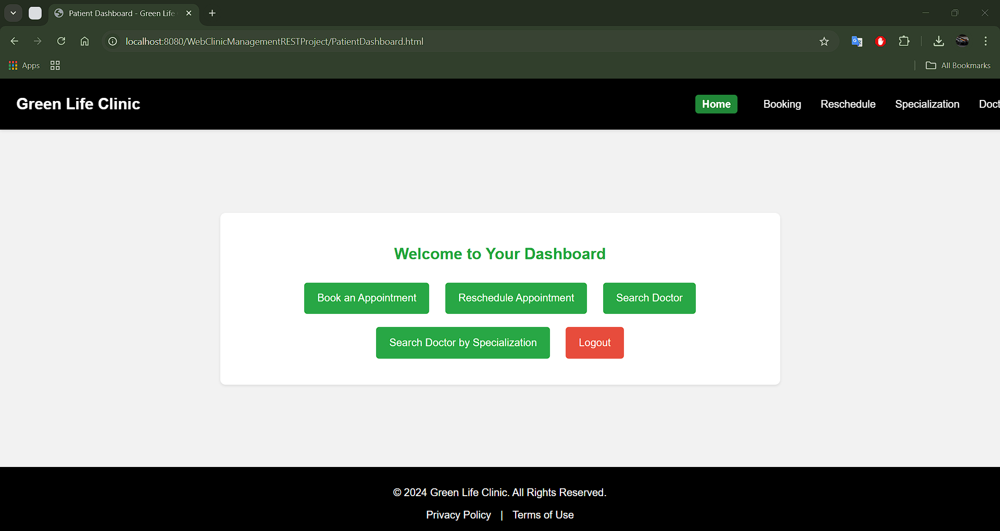 Patient Dashboard - Green Life
localhost:8080/WebClinicManagementRESTProject/PatientDashboard.html
Apps
All Bookmarks
Green Life Clinic
Home Booking Reschedule Specialization Doct
Welcome to Your Dashboard
Book an Appointment Reschedule Appointment Search Doctor
Search Doctor by Specialization Logout
© 2024 Green Life Clinic. All Rights Reserved.
Privacy Policy | Terms of Use